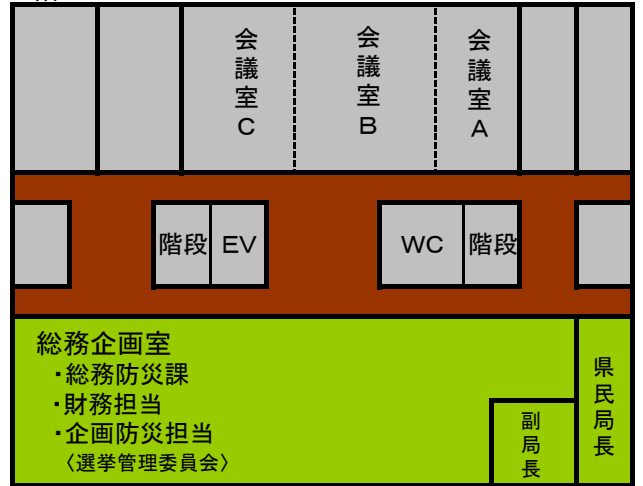 会議室C
会議室B
会議室A
階段
EV
WC
階段
総務企画室
・総務防災課
・財務担当
・企画防災担当
〈選挙管理委員会〉
副局長
県民局長